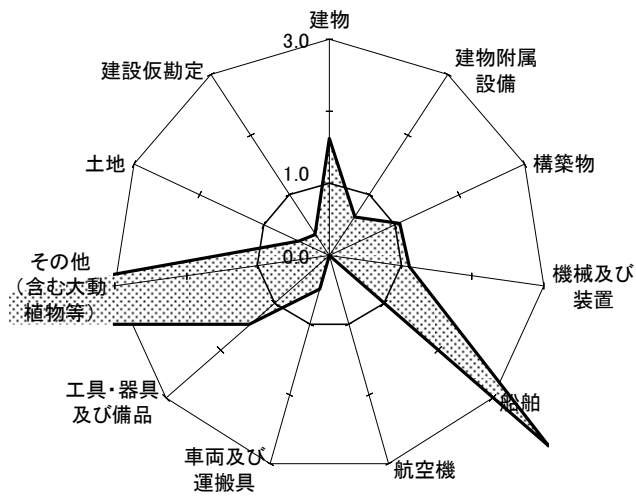 建物
3.0
建物附属
設備
建設仮勘定
構築物
土地
1.0
0.0
その他
(含む大動
植物等)
機械及び
装置
船舶
工具・器具
及び備品
車両及び
運搬具
航空機